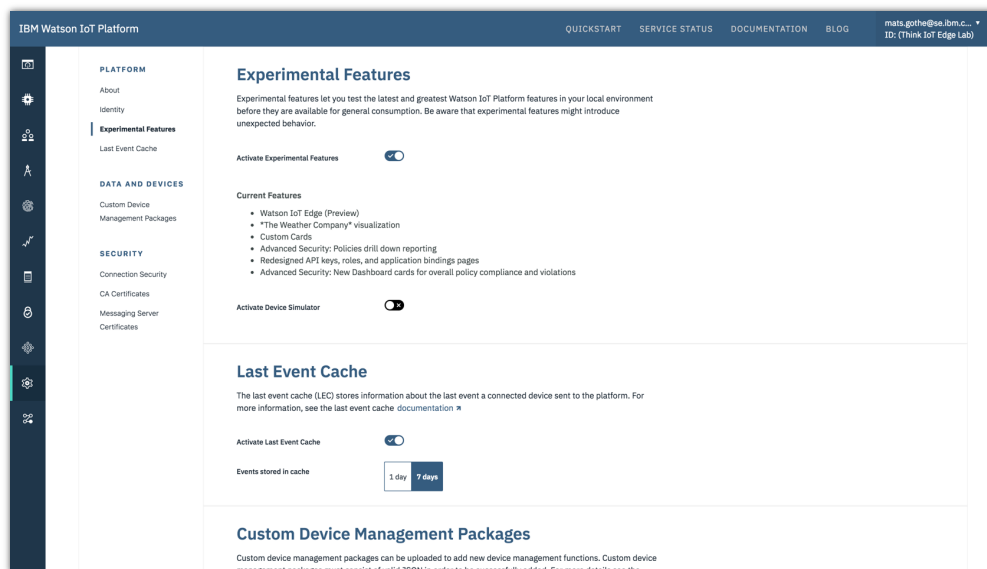 IBM Watson IoT Platform
QUICKSTART
SERVICE STATUS
DOCUMENTATION
BLOG
mats.gothe@se.ibm.c...
ID: (Think IoT Edge Lab)
PLATFORM
About
Identity
Experimental Features
Last Event Cache
DATA AND DEVICES
Custom Device
Management Packages
SECURITY
Connection Security
CA Certificates
Messaging Server
Certificates
Experimental Features
Experimental features let you test the latest and greatest Watson IoT Platform features in your local environment
before they are available for general consumption. Be aware that experimental features might introduce
unexpected behavior.
Activate Experimental Features
Current Features
• Watson IoT Edge (Preview)
• "The Weather Company" visualization
• Custom Cards
• Advanced Security: Policies drill down reporting
• Redesigned API keys, roles, and application bindings pages
• Advanced Security: New Dashboard cards for overall policy compliance and violations
Activate Device Simulator
Last Event Cache
The last event cache (LEC) stores information about the last event a connected device sent to the platform. For
more information, see the last event cache documentation
Activate Last Event Cache
Events stored in cache
1 day
7 days
Custom Device Management Packages
Custom device management packages can be uploaded to add new device management functions. Custom device